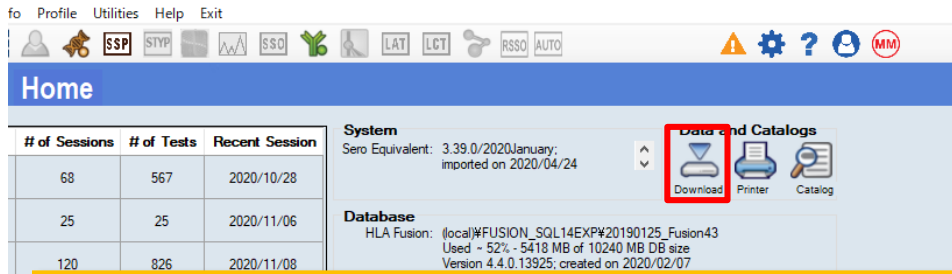 fo Profile Utilities Help Exit
SSP STYP SSO LAT LCT RSSO AUTO MM
Home
System
Data and Catalogs
# of Sessions # of Tests Recent Session
Sero Equivalent: 3.39.0/2020January;
imported on 2020/04/24
68 567 2020/10/28
Download Printer Catalog
25 25 2020/11/06
Database
HLA Fusion: (local)¥FUSION_SQL14EXP¥20190125_Fusion43
Used ~ 52% - 5418 MB of 10240 MB DB size
120 826 2020/11/08
Version 4.4.0.13925; created on 2020/02/07